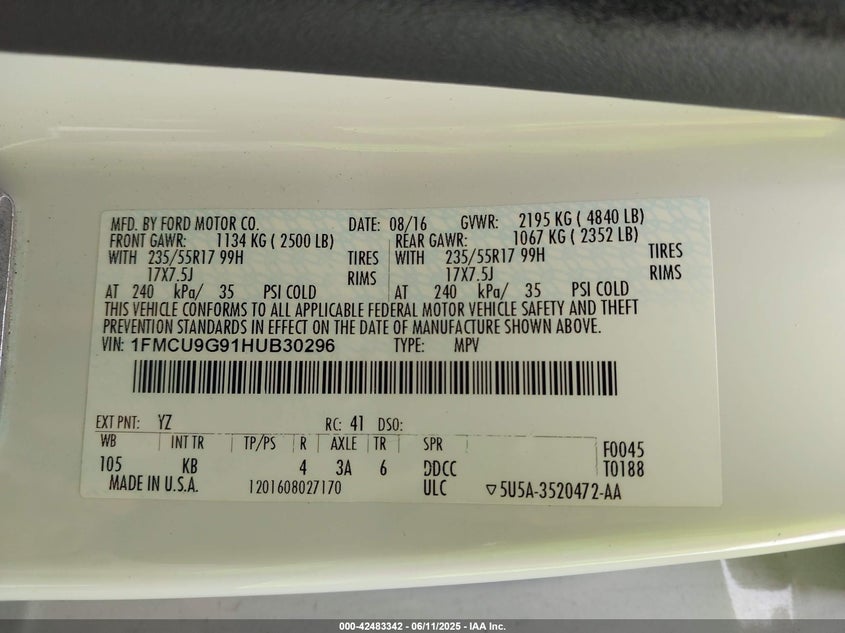 MFD. BY FORD MOTOR CO. DATE: 08/16 GVWR: 2195 KG ( 4840 LB)
FRONT GAWR: 1134 KG ( 2500 LB) REAR GAWR: 1067 KG ( 2352 LB)
WITH 235/55R17 99H TIRES WITH 235/55R17 99H TIRES
17X7.5J RIMS 17X7.5J RIMS
AT 240 kPa/ 35 PSI COLD AT 240 kPa/ 35 PSI COLD
THIS VEHICLE CONFORMS TO ALL APPLICABLE FEDERAL MOTOR VEHICLE SAFETY AND THEFT
PREVENTION STANDARDS IN EFFECT ON THE DATE OF MANUFACTURE SHOWN ABOVE.
VIN: 1FMCU9G91HUB30296 TYPE: MPV
EXT PNT: YZ RC: 41 DSO:
WB INT TR TP/PS R AXLE TR SPR F0045
105 KB 4 3A 6 DDCC T0188
MADE IN U.S.A. 1201608027170 ULC ▽5U5A-3520472-AA
000-42483342 - 06/11/2025 - IAA Inc.